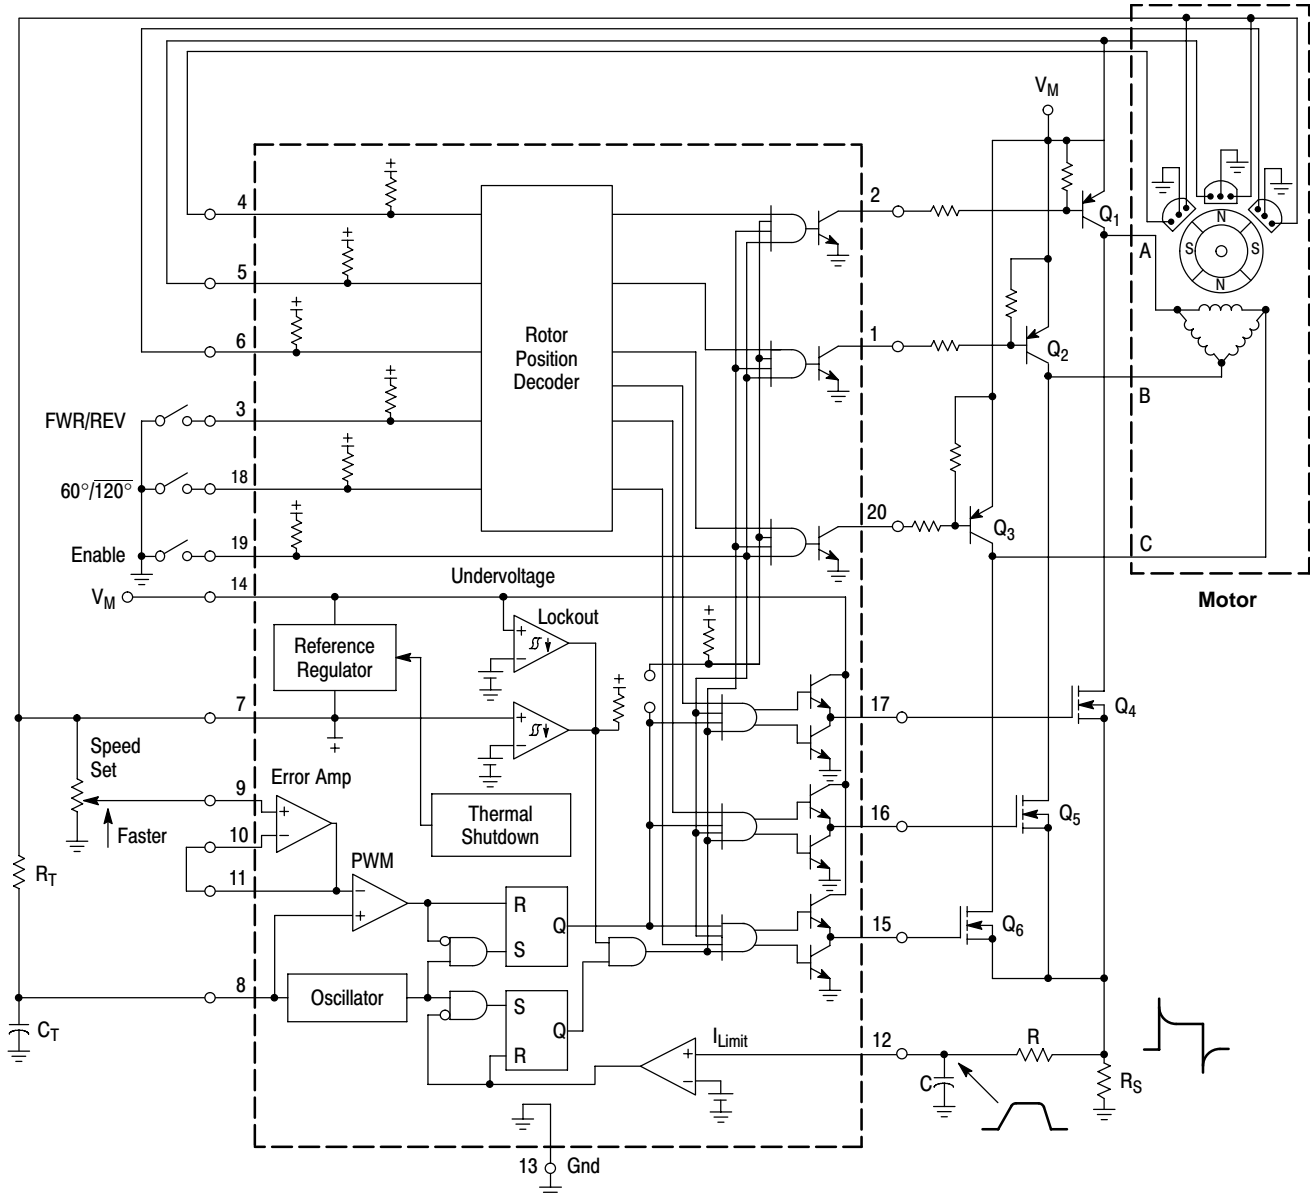 V_M
N
S
S
N
4
2
Q₁
A
5
6
1
Rotor
Position
Decoder
Q₂
B
FWR/REV
3
60°/120°
18
20
Q₃
Enable
19
C
Undervoltage
V_M
14
Lockout
Motor
Reference
Regulator
7
17
Q₄
Speed
Set
Error Amp
9
Faster
10
Thermal
Shutdown
16
Q₅
R_T
11
PWM
R
Q
S
15
Q₆
8
Oscillator
S
Q
R
C_T
I_Limit
12
R
C
R_S
13
Gnd